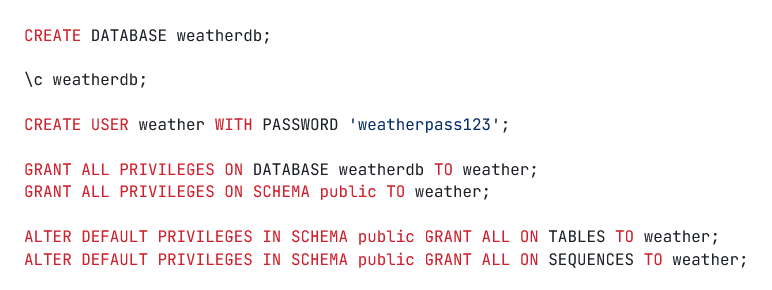 CREATE DATABASE weatherdb;
\c weatherdb;
CREATE USER weather WITH PASSWORD 'weatherpass123';
GRANT ALL PRIVILEGES ON DATABASE weatherdb TO weather;
GRANT ALL PRIVILEGES ON SCHEMA public TO weather;
ALTER DEFAULT PRIVILEGES IN SCHEMA public GRANT ALL ON TABLES TO weather;
ALTER DEFAULT PRIVILEGES IN SCHEMA public GRANT ALL ON SEQUENCES TO weather;